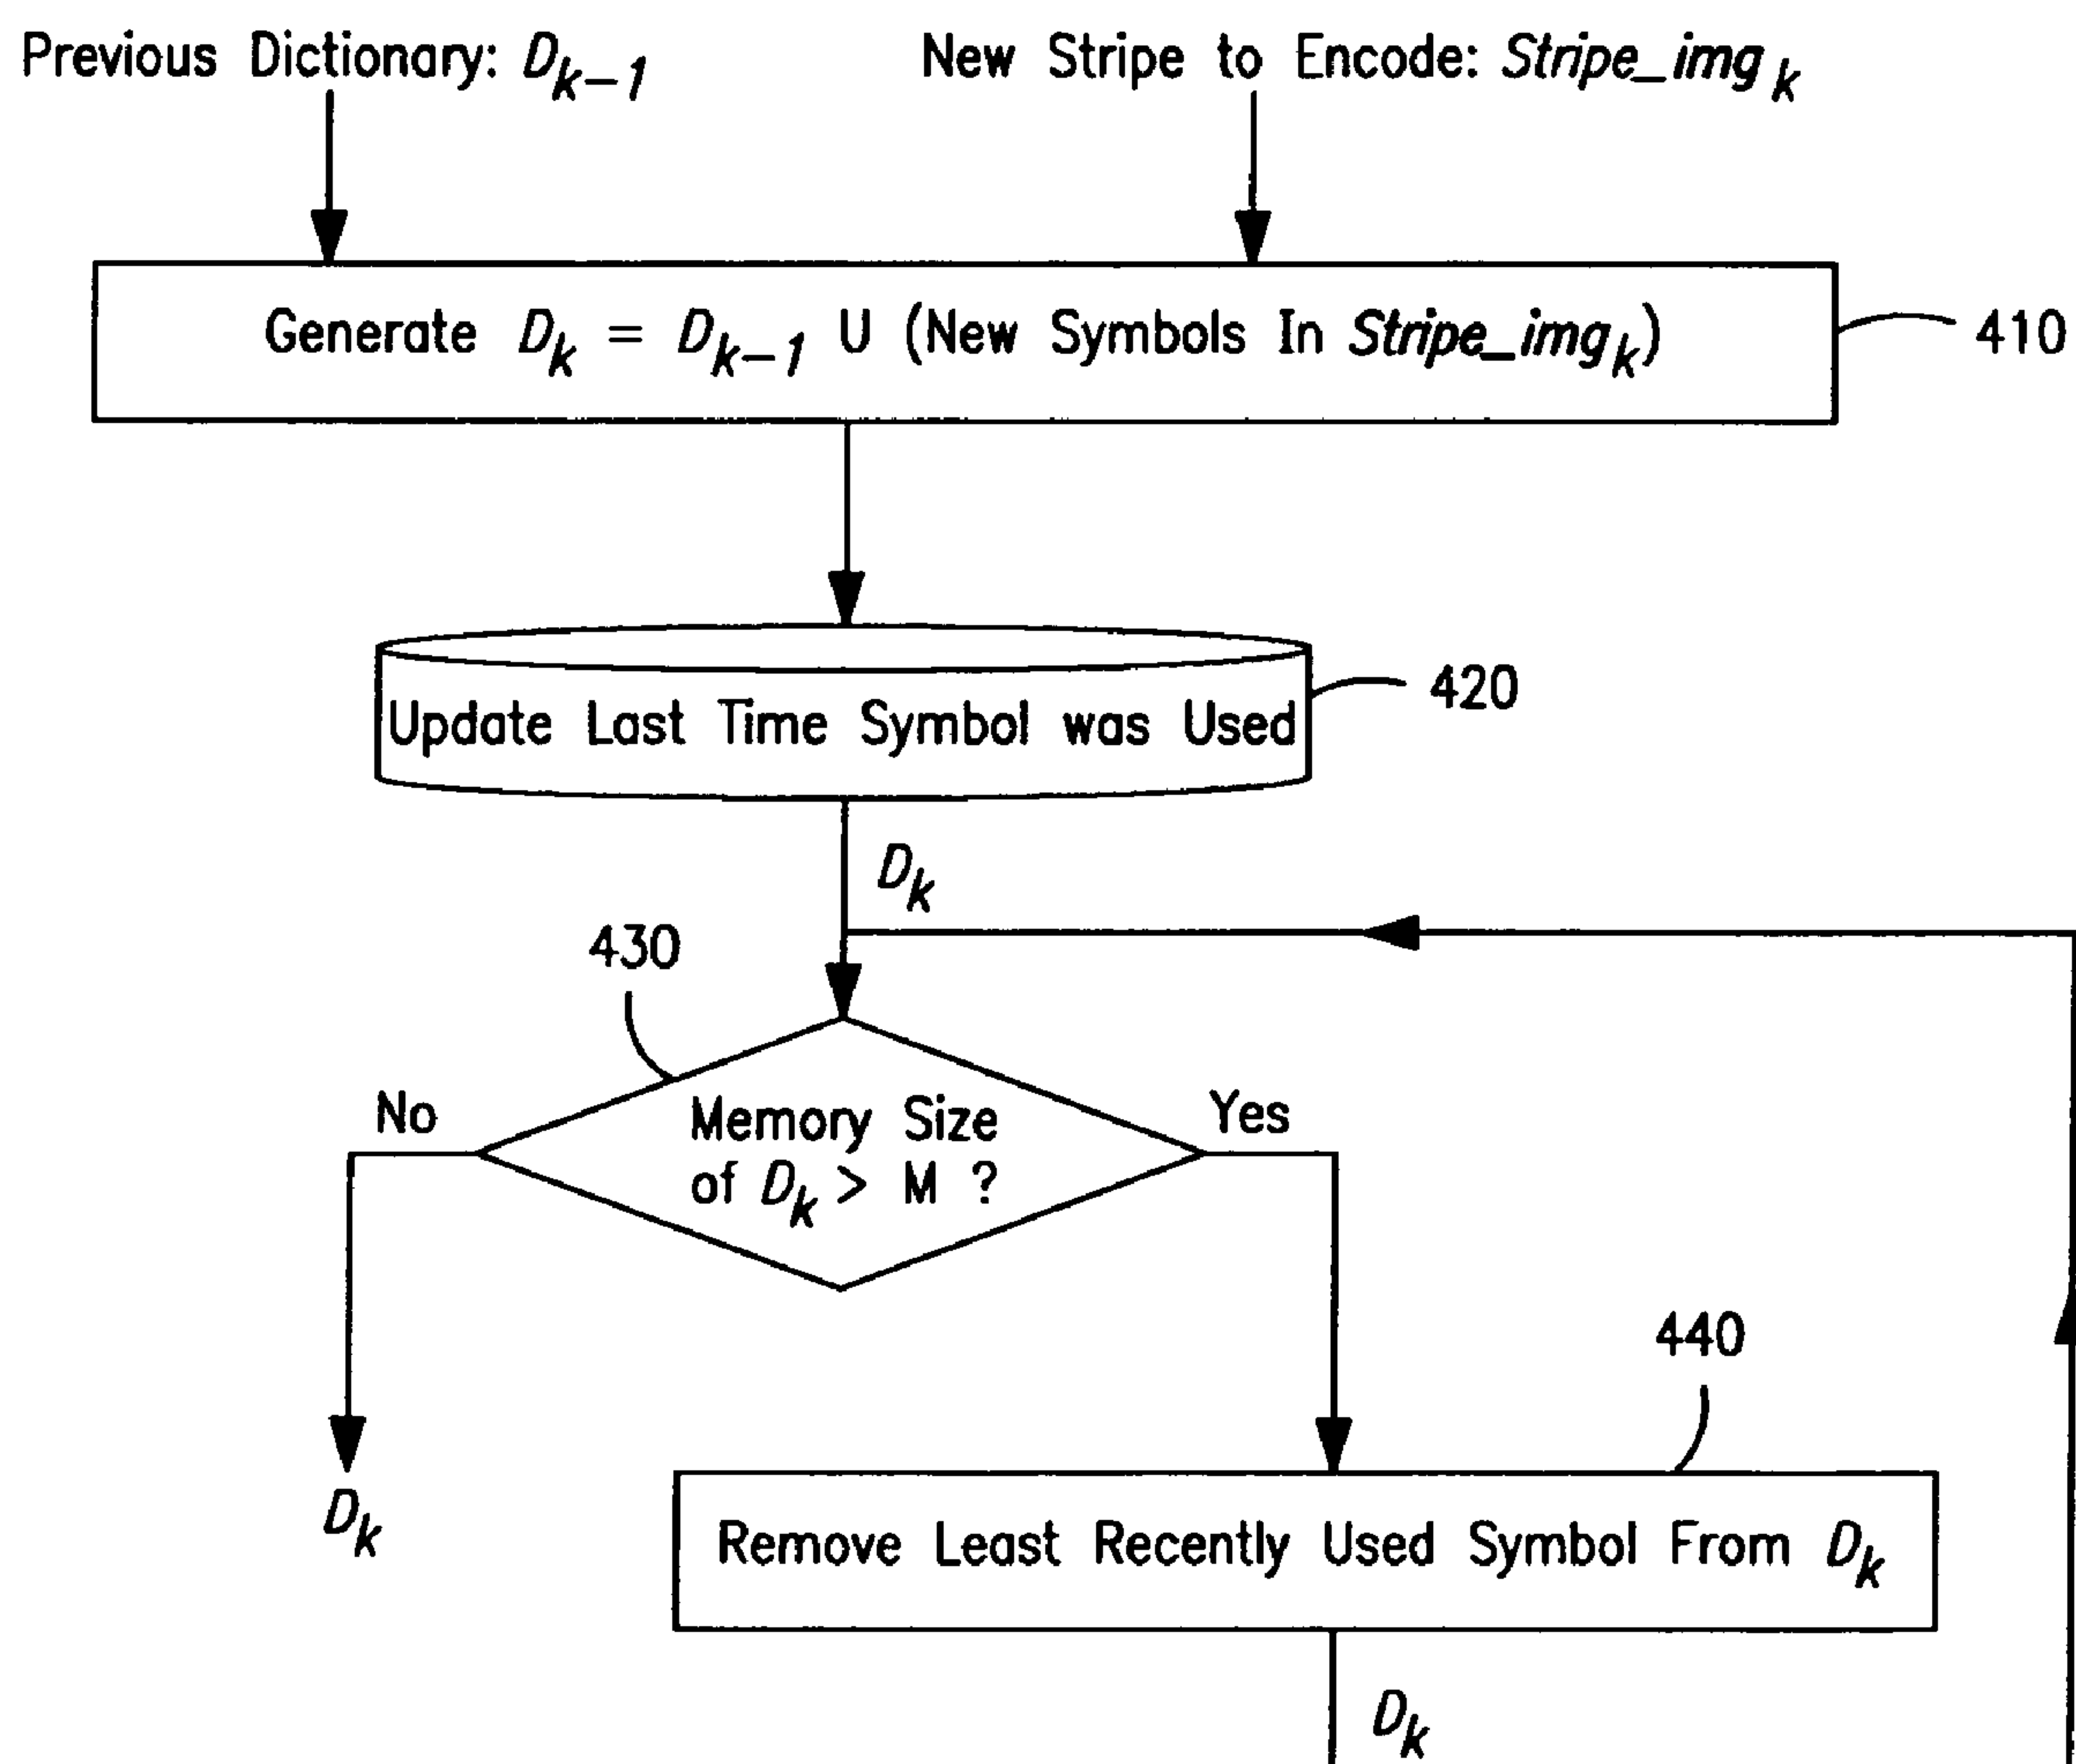 Previous Dictionary: Dk−1
New Stripe to Encode: Stripe_imgk
Generate Dk = Dk−1 U (New Symbols In Stripe_imgk)
410
Update Last Time Symbol was Used
420
Dk
430
No
Memory Size
of Dk > M ?
Yes
440
Dk
Remove Least Recently Used Symbol From Dk
Dk